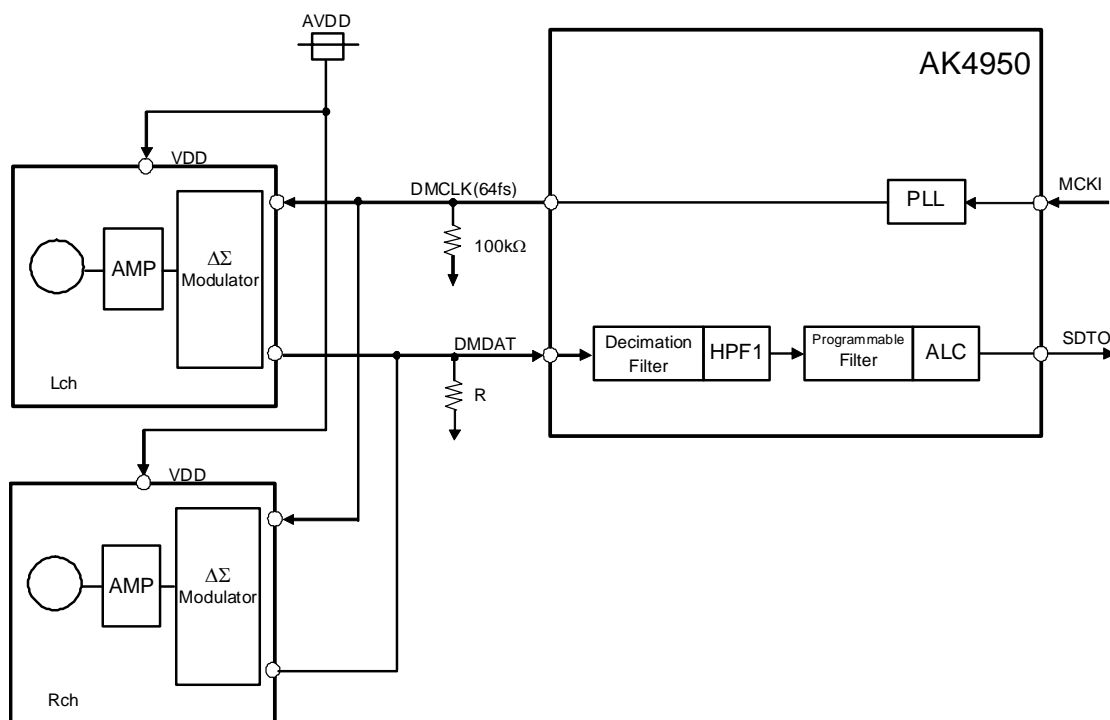 AVDD
AK4950
VDD
DMCLK(64fs)
MCKI
PLL
100kΩ
AMP
ΔΣ
Modulator
Lch
DMDAT
Decimation
Filter
HPF1
Programmable
Filter
ALC
SDTO
R
VDD
AMP
ΔΣ
Modulator
Rch